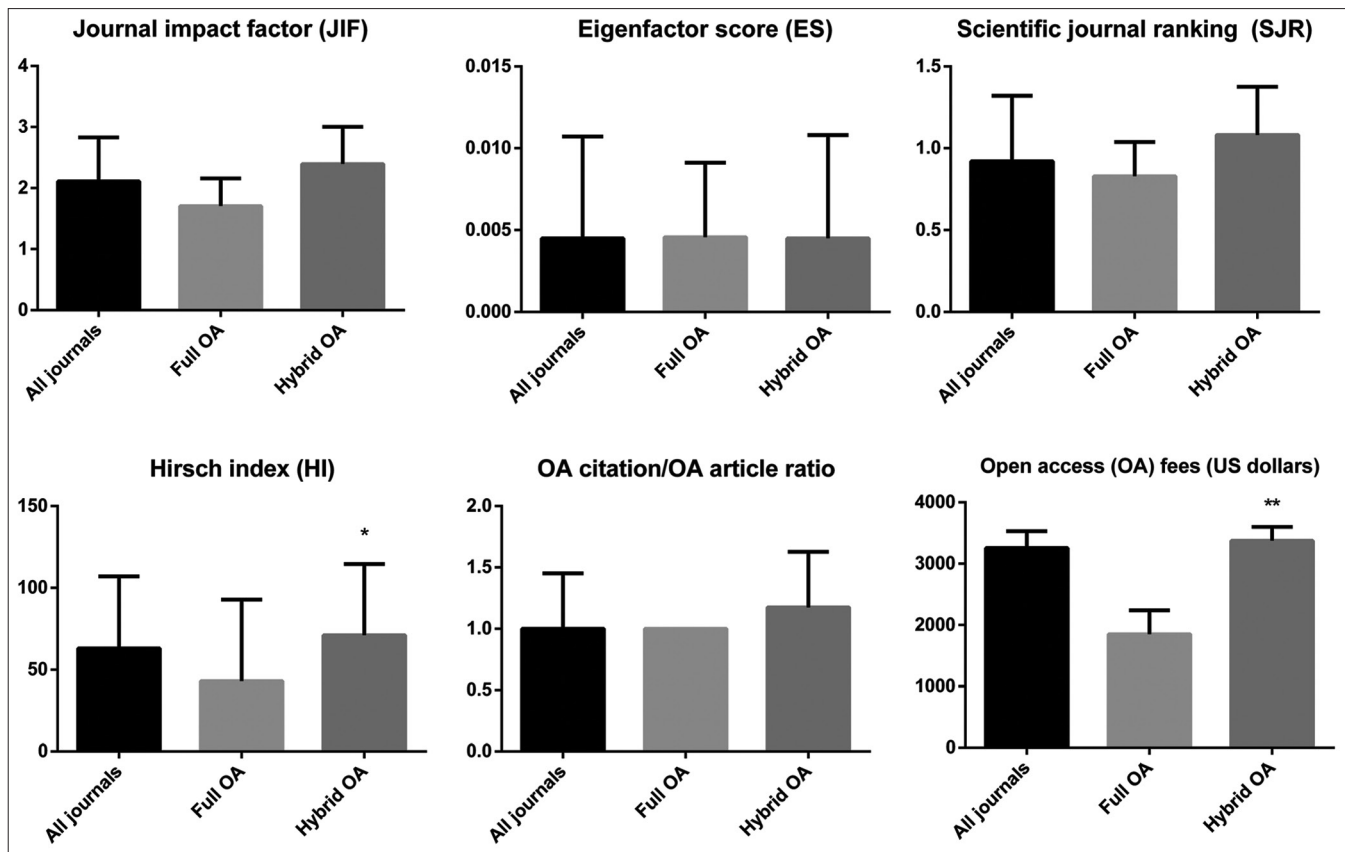 Journal impact factor (JIF)
4
3
2
1
0
All journals
Full OA
Hybrid OA
Eigenfactor score (ES)
0.015
0.010
0.005
0.000
All journals
Full OA
Hybrid OA
Scientific journal ranking (SJR)
1.5
1.0
0.5
0.0
All journals
Full OA
Hybrid OA
Hirsch index (HI)
150
100
50
0
*
All journals
Full OA
Hybrid OA
OA citation/OA article ratio
2.0
1.5
1.0
0.5
0.0
All journals
Full OA
Hybrid OA
Open access (OA) fees (US dollars)
4000
3000
2000
1000
0
**
All journals
Full OA
Hybrid OA